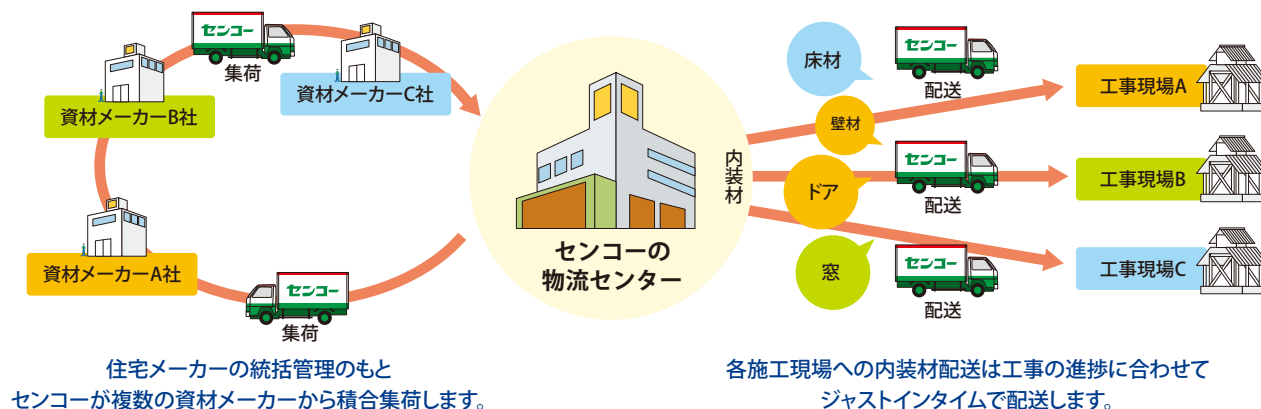 センコー
集荷
資材メーカーB社
資材メーカーC社
資材メーカーA社
センコー
集荷
住宅メーカーの統括管理のもと
センコーが複数の資材メーカーから積合集荷します。
センコーの
物流センター
内装材
床材
壁材
ドア
窓
センコー
配送
工事現場A
センコー
配送
工事現場B
センコー
配送
工事現場C
各施工現場への内装材配送は工事の進捗に合わせて
ジャストインタイムで配送します。